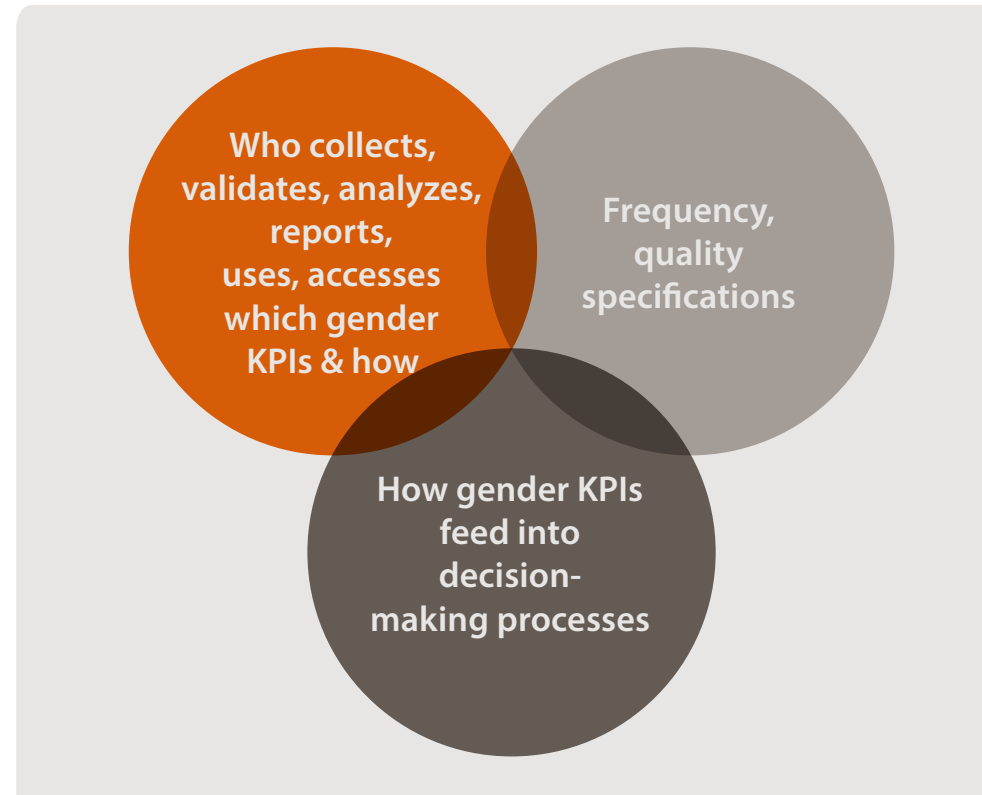 Who collects,
validates, analyzes,
reports,
uses, accesses
which gender
KPIs & how
Frequency,
quality
specifications
How gender KPIs
feed into
decision-
making processes